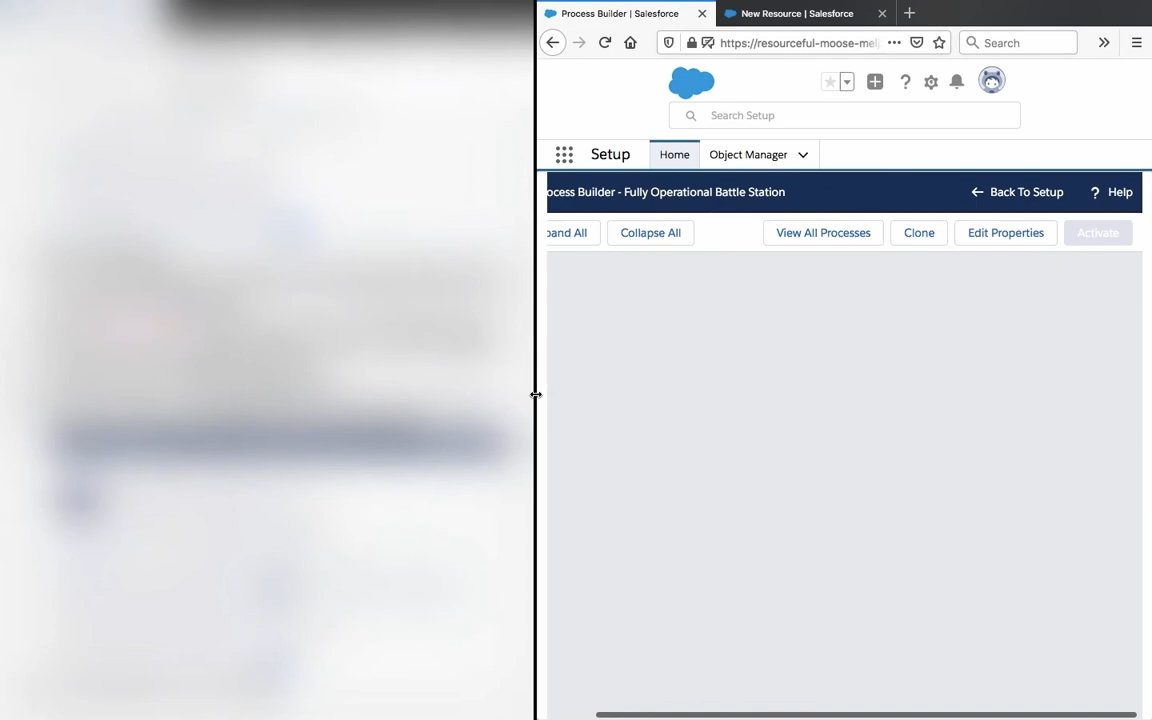 Process Builder | Salesforce
New Resource | Salesforce
https://resourceful-moose-mel
Search
Search Setup
Setup
Home
Object Manager
ocess Builder - Fully Operational Battle Station
Back To Setup
? Help
pand All
Collapse All
View All Processes
Clone
Edit Properties
Activate